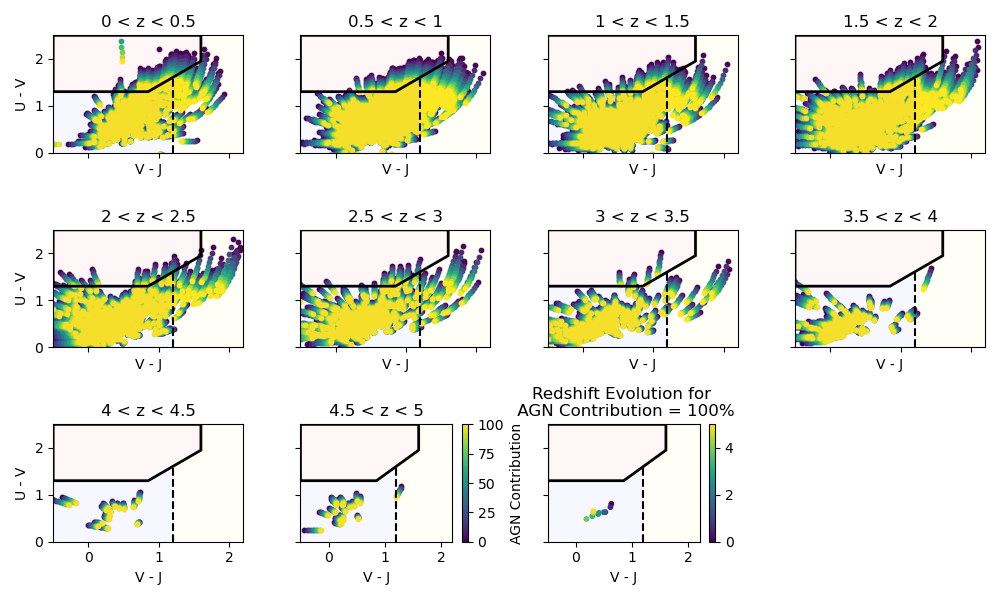 0 < z < 0.5
0.5 < z < 1
1 < z < 1.5
1.5 < z < 2
2
1
0
U - V
V - J
V - J
V - J
V - J
2 < z < 2.5
2.5 < z < 3
3 < z < 3.5
3.5 < z < 4
2
1
0
U - V
V - J
V - J
V - J
V - J
4 < z < 4.5
4.5 < z < 5
Redshift Evolution for
AGN Contribution = 100%
2
1
0
U - V
0 1 2
V - J
0 1 2
V - J
100
75
50
25
0
AGN Contribution
0 1 2
V - J
4
2
0